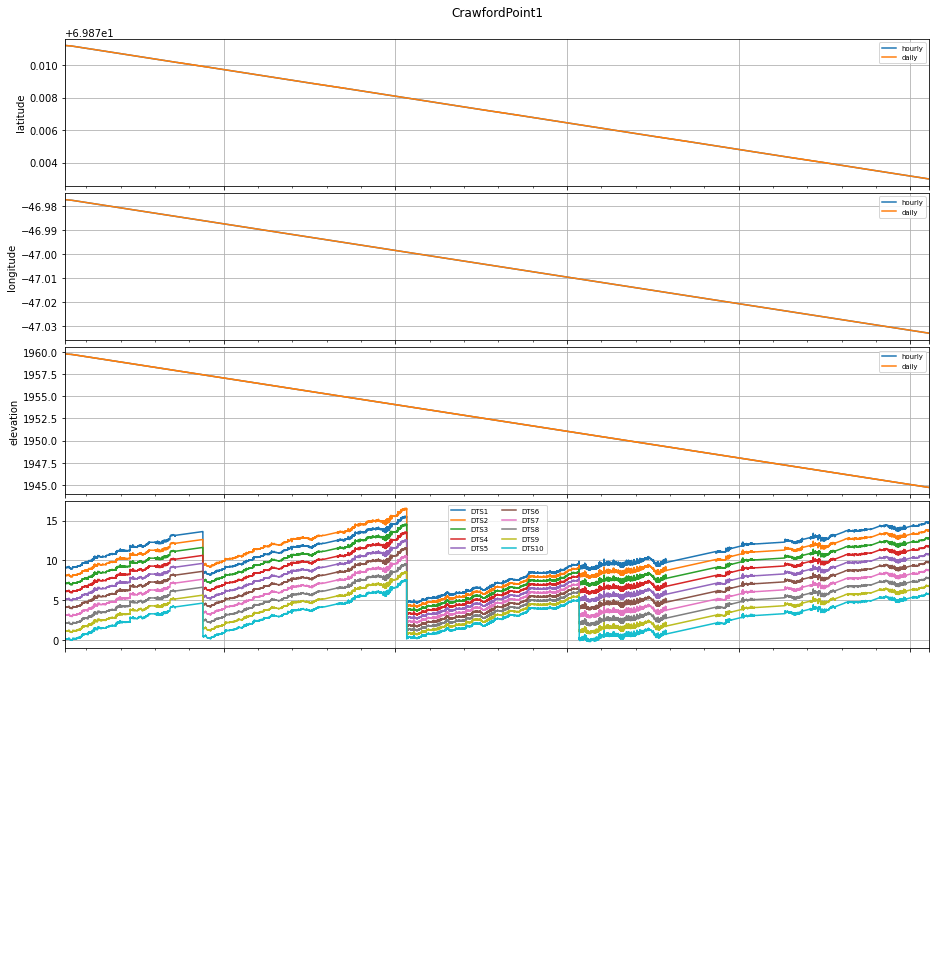 CrawfordPoint1
+6.987e1
0.010
0.008
0.006
0.004
latitude
hourly
daily
−46.98
−46.99
−47.00
−47.01
−47.02
−47.03
longitude
hourly
daily
1960.0
1957.5
1955.0
1952.5
1950.0
1947.5
1945.0
elevation
hourly
daily
15
10
5
0
DTS1 DTS6
DTS2 DTS7
DTS3 DTS8
DTS4 DTS9
DTS5 DTS10